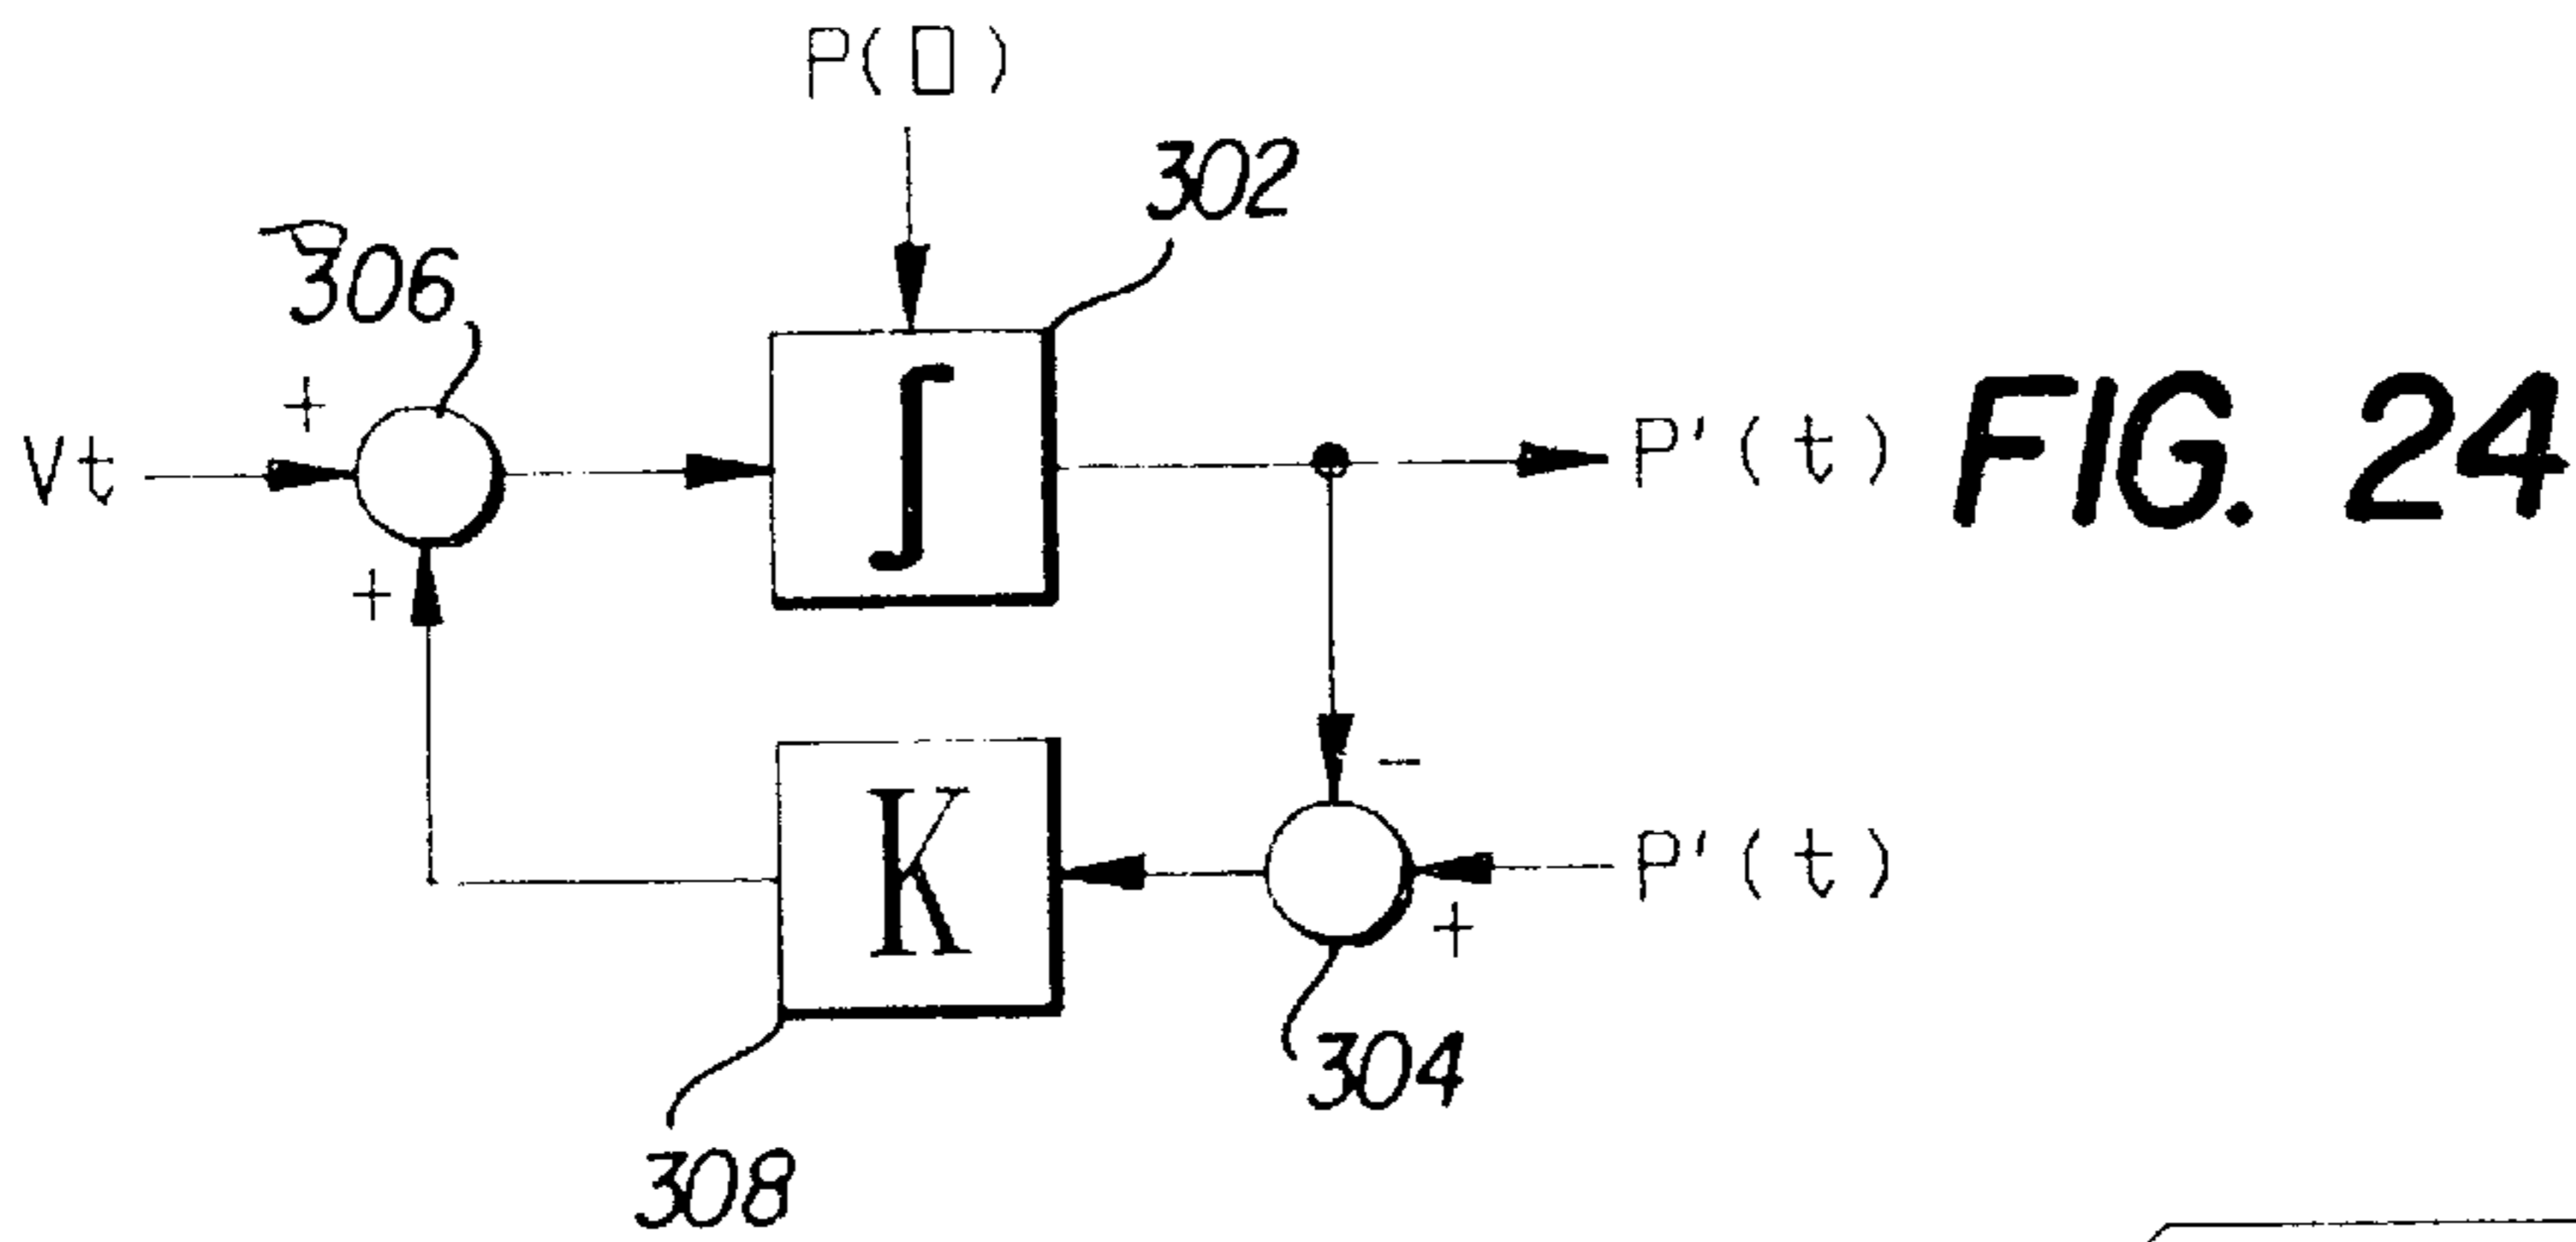 P(0)
302
306
+
Vt
∫
P'(t)
FIG. 24
+
-
K
P'(t)
+
304
308